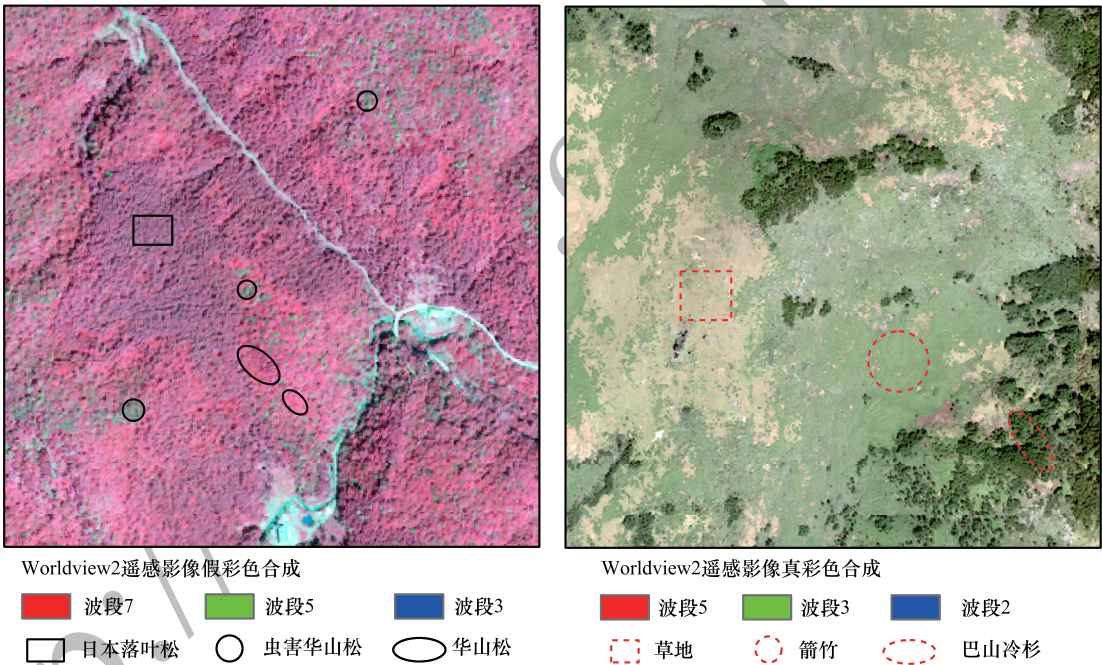 Worldview2遥感影像假彩色合成
波段7 波段5 波段3
日本落叶松 虫害华山松 华山松
Worldview2遥感影像真彩色合成
波段5 波段3 波段2
草地 箭竹 巴山冷杉